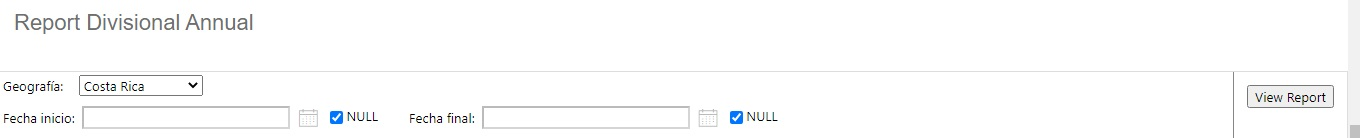 Report Divisional Annual
Geografía: Costa Rica
View Report
Fecha inicio: NULL Fecha final: NULL